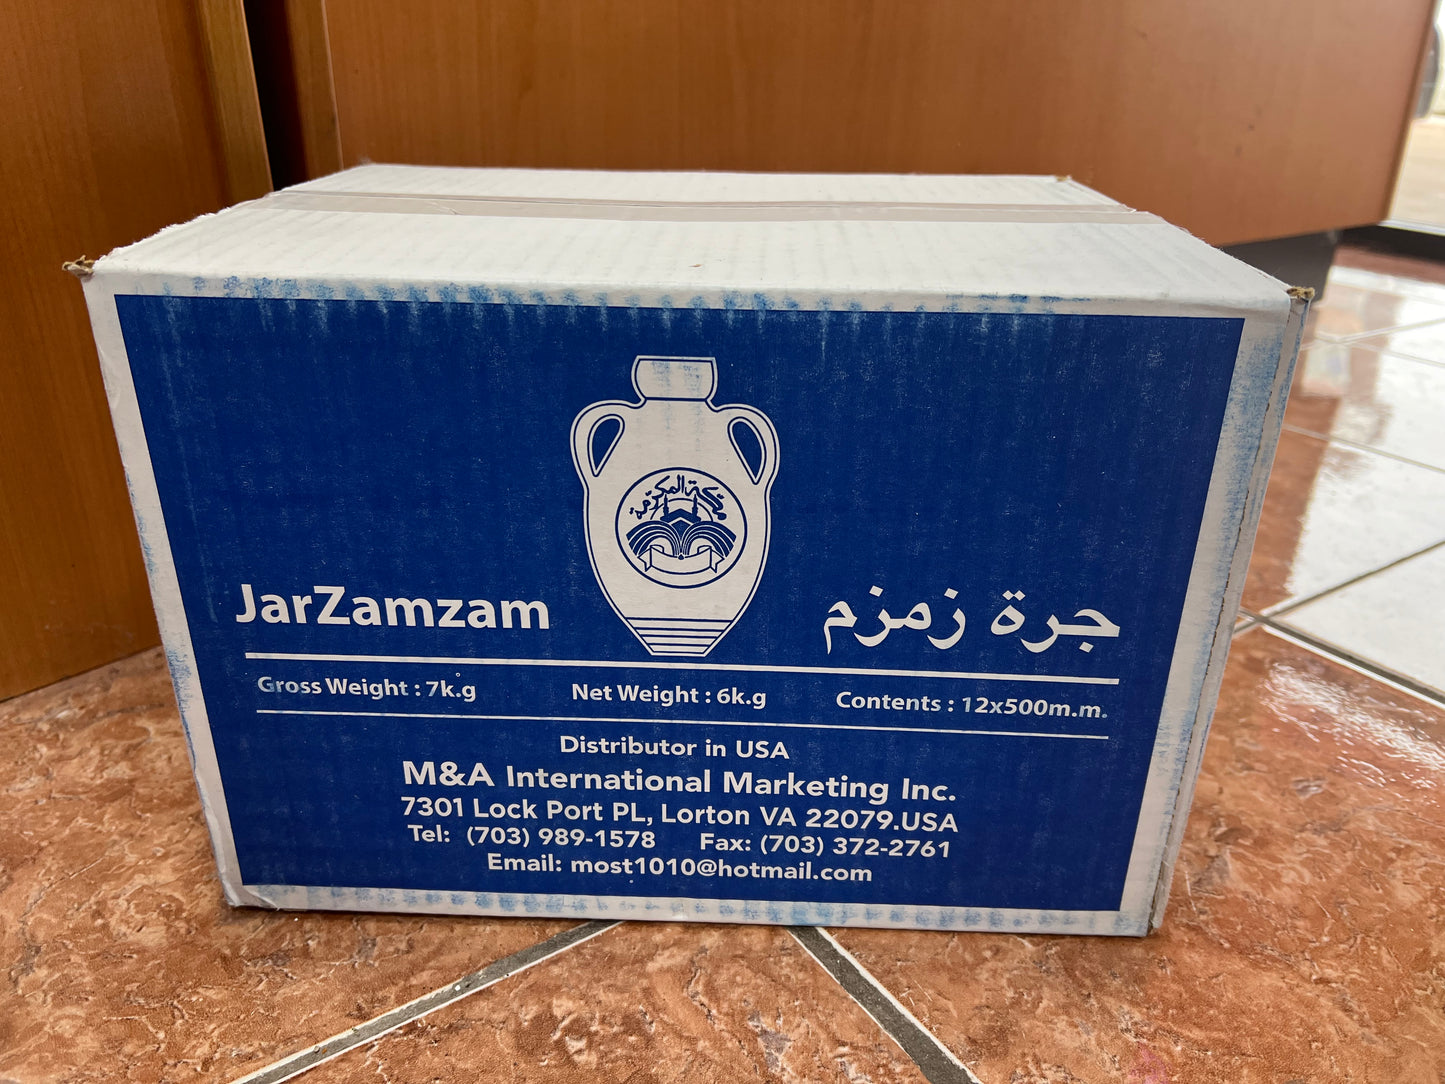 مكة المكرمة
JarZamzam
جرة زمزم
Gross Weight : 7k.g
Net Weight : 6k.g
Contents : 12x500m.m.
Distributor in USA
M&A International Marketing Inc.
7301 Lock Port PL, Lorton VA 22079.USA
Tel: (703) 989-1578 Fax: (703) 372-2761
Email: most1010@hotmail.com